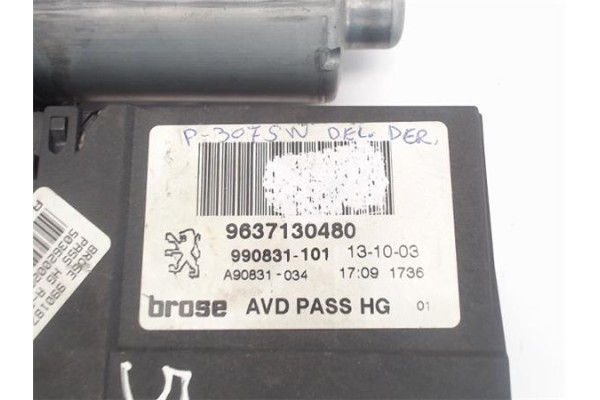 P-307SW DEL. DER.
9637130480
990831-101 13-10-03
A90831-034 17:09 1736
brose AVD PASS HG 01